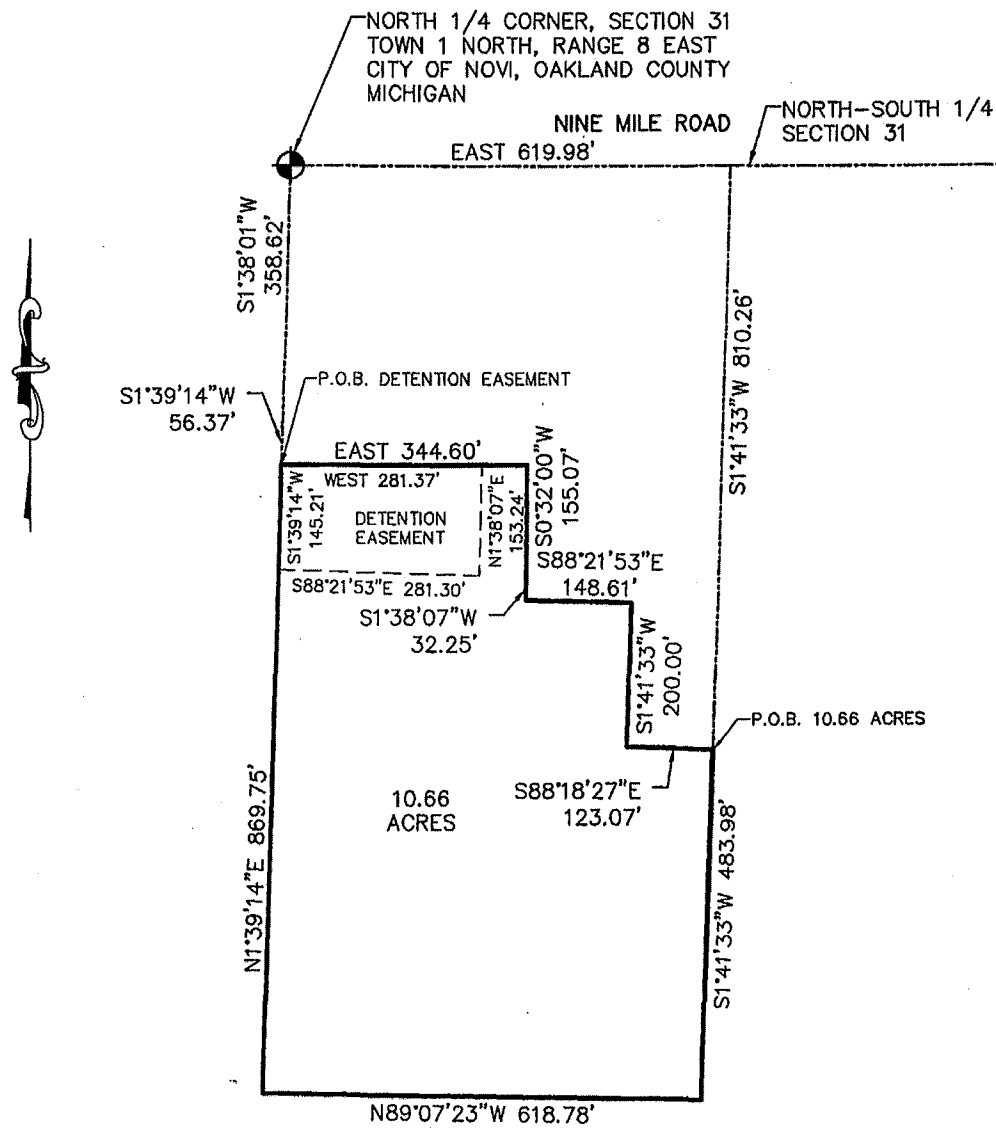 NORTH 1/4 CORNER, SECTION 31
TOWN 1 NORTH, RANGE 8 EAST
CITY OF NOVI, OAKLAND COUNTY
MICHIGAN
NINE MILE ROAD
NORTH-SOUTH 1/4
SECTION 31
EAST 619.98'
S1°38'01"W
358.62'
S1°41'33"W 810.26'
P.O.B. DETENTION EASEMENT
S1°39'14"W
56.37'
EAST 344.60'
WEST 281.37'
S1°39'14"W
145.21'
DETENTION
EASEMENT
N1°38'07"E
153.24'
S0°32'00"W
155.07'
S88°21'53"E 281.30'
S88°21'53"E
148.61'
S1°38'07"W
32.25'
S1°41'33"W
200.00'
P.O.B. 10.66 ACRES
S88°18'27"E
123.07'
10.66
ACRES
N1°39'14"E 869.75'
S1°41'33"W 483.98'
N89°07'23"W 618.78'